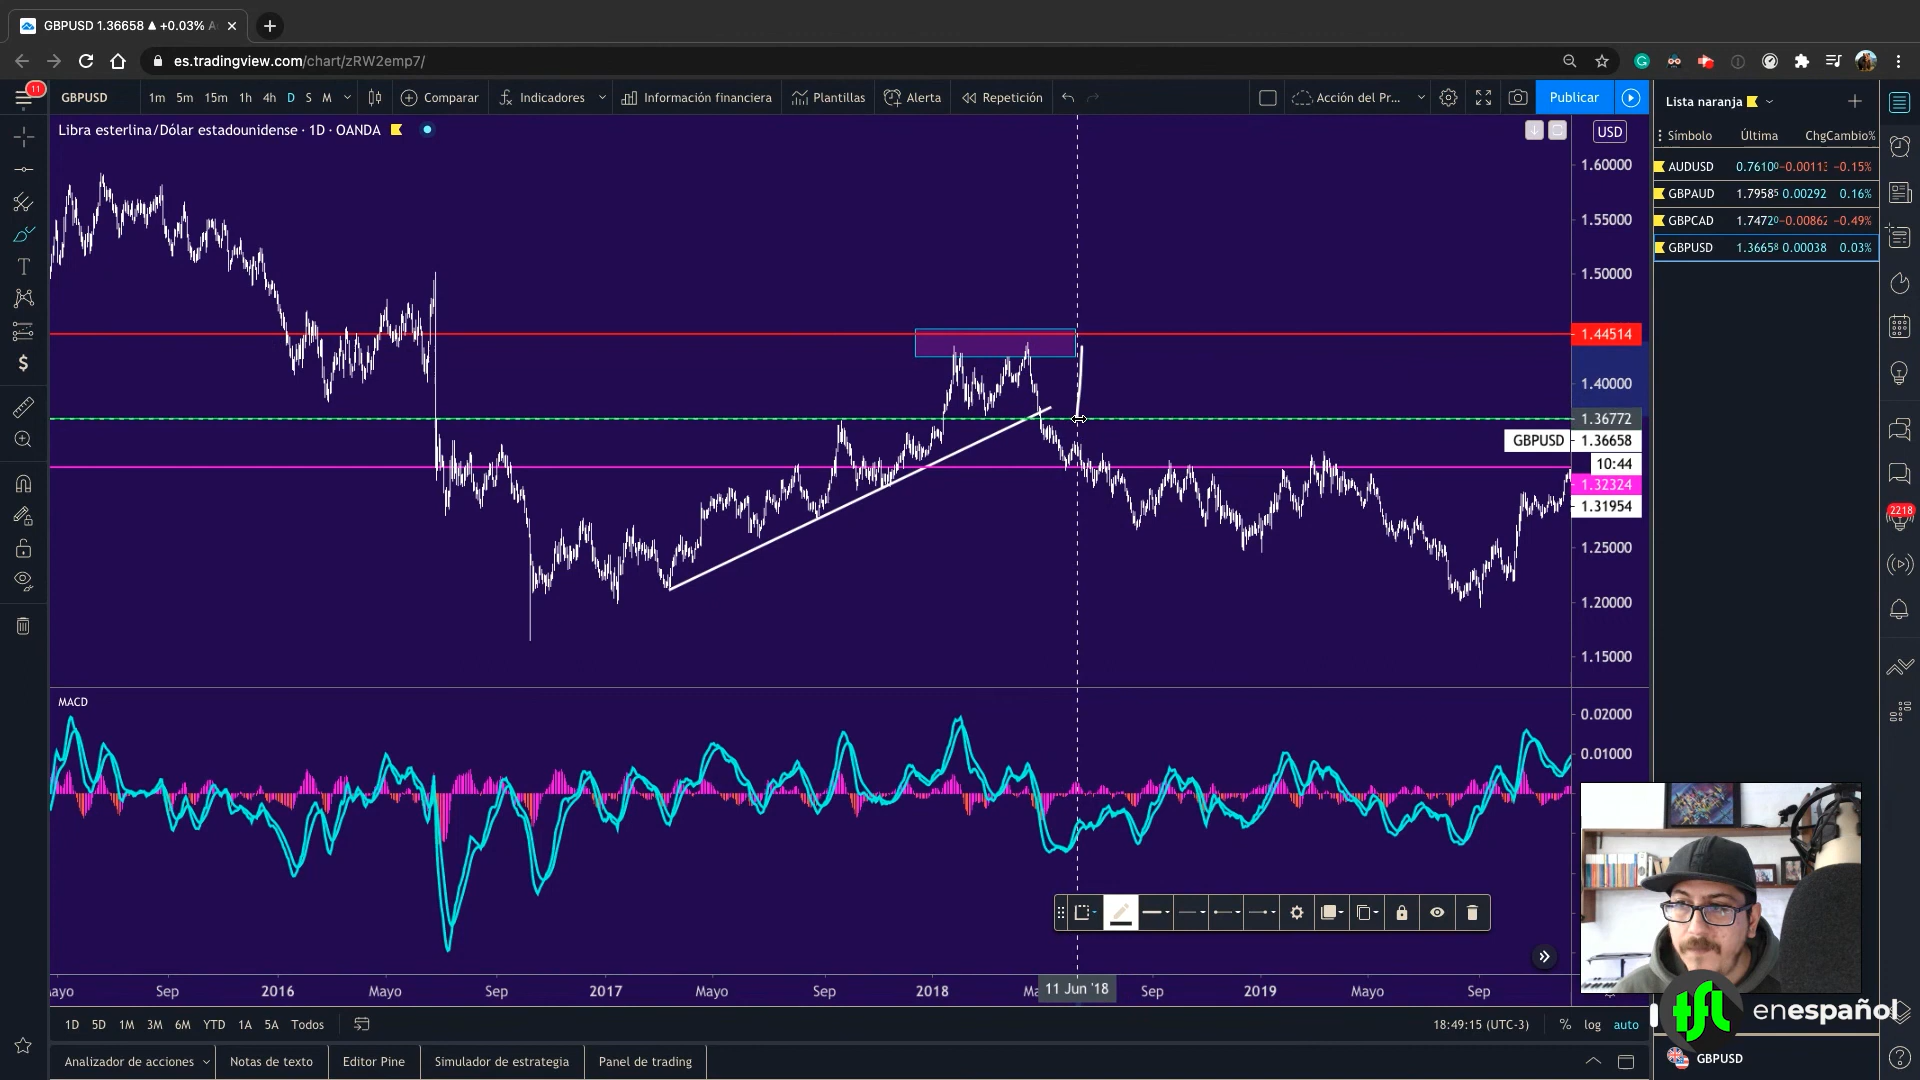 GBPUSD 1.36658 ▲ +0.03% A
es.tradingview.com/chart/zRW2emp7/
11
GBPUSD
1m 5m 15m 1h 4h D S M
Comparar
Indicadores
Información financiera
Plantillas
Alerta
Repetición
Acción del Pr...
Publicar
Lista naranja
Libra esterlina/Dólar estadounidense · 1D · OANDA
USD
Símbolo Última Chg Cambio%
AUDUSD 0.76100 −0.0011 −0.15%
GBPAUD 1.79585 0.00292 0.16%
GBPCAD 1.74720 −0.00862 −0.49%
GBPUSD 1.36658 0.00038 0.03%
1.60000
1.55000
1.50000
1.44514
1.40000
1.36772
GBPUSD 1.36658
10:44
1.32324
1.31954
1.25000
1.20000
1.15000
2218
MACD
0.02000
0.01000
ayo Sep 2016 Mayo Sep 2017 Mayo Sep 2018 Ma 11 Jun '18 Sep 2019 Mayo Sep
1D 5D 1M 3M 6M YTD 1A 5A Todos
18:49:15 (UTC-3) % log auto
tfl enespañol
Analizador de acciones Notas de texto Editor Pine Simulador de estrategia Panel de trading
GBPUSD